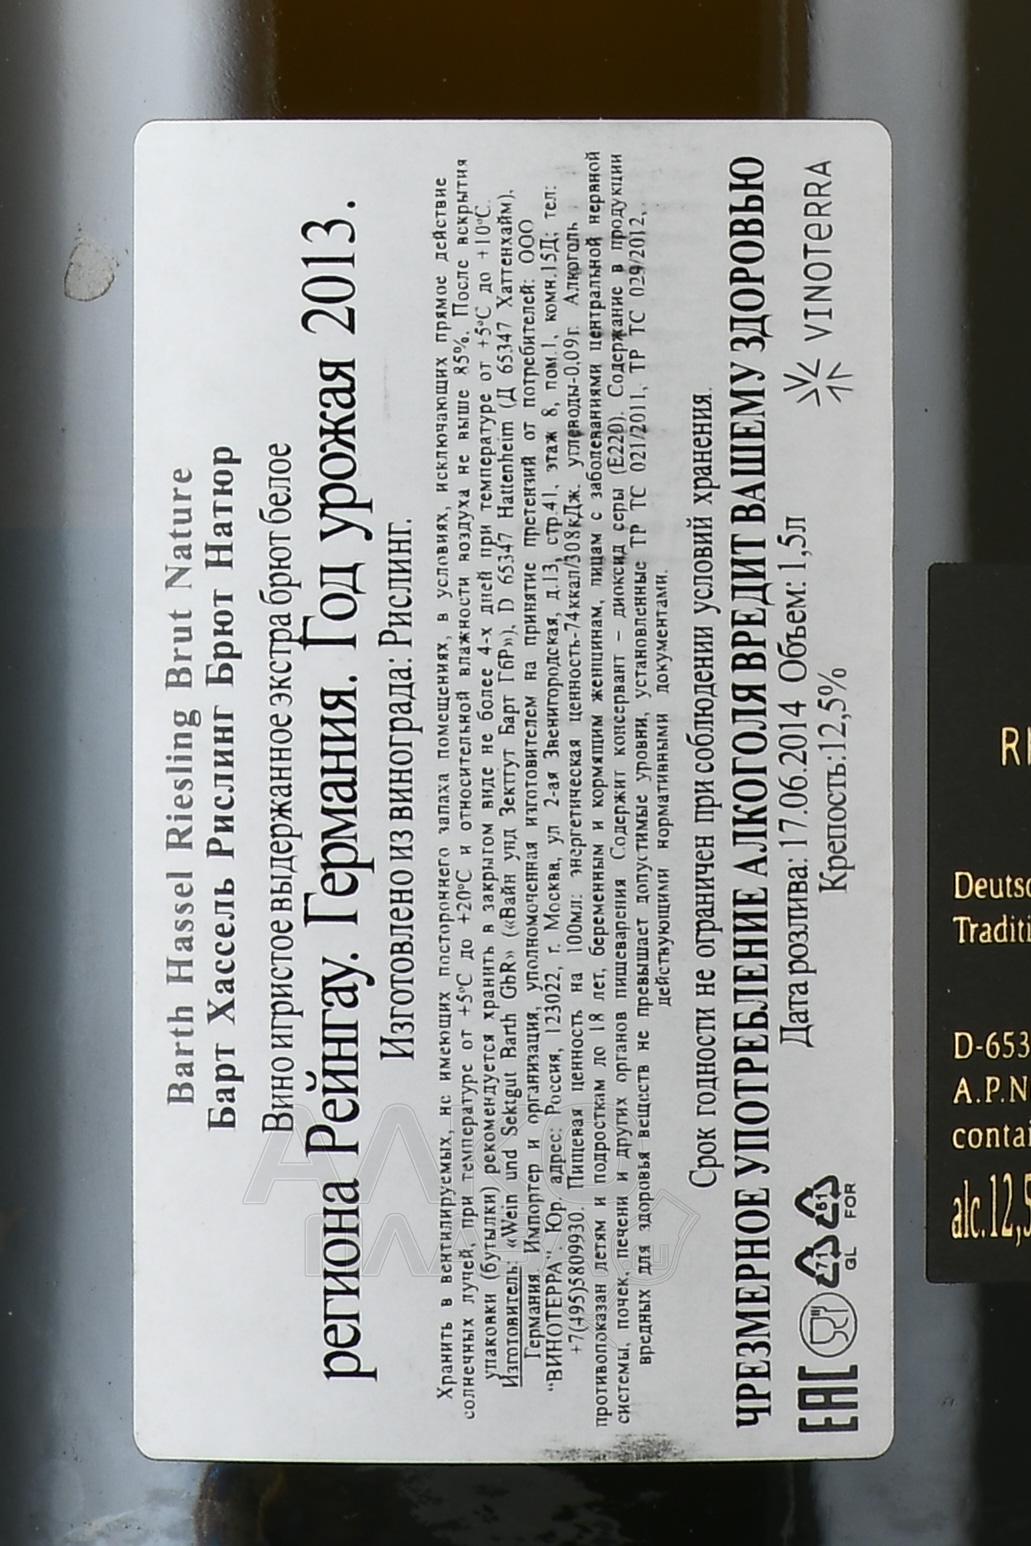 Barth Hassel Riesling Brut Nature
Барт Хассель Рислинг Брют Натюр
Вино игристое выдержанное экстра брют белое
региона Рейнгау. Германия. Год урожая 2013.
Изготовлено из винограда: Рислинг.
Хранить в вентилируемых, не имеющих постороннего запаха помещениях, в условиях, исключающих прямое действие
солнечных лучей, при температуре от +5°С до +20°С и относительной влажности воздуха не выше 85%. После вскрытия
упаковки (бутылки) рекомендуется хранить в закрытом виде не более 4-х дней при температуре от +5°С до +10°С.
Изготовитель: «Wein und Sektgut Barth GbR» («Вайн унд Зектгут Барт ГбР»), D 65347 Hattenheim (Д 65347 Хаттенхайм),
Германия. Импортер и организация, уполномоченная изготовителем на принятие претензий от потребителей: ООО
"ВИНОТЕРРА". Юр адрес: Россия, 123022, г. Москва, ул 2-ая Звенигородская, д.13, стр.41, этаж 8, пом.1, комн.15Д; тел:
+7(495)5809930. Пищевая ценность на 100мл: энергетическая ценность-74ккал/308кДж, углеводы-0,09г. Алкоголь
противопоказан детям и подросткам до 18 лет, беременным и кормящим женщинам, лицам с заболеваниями центральной нервной
системы, почек, печени и других органов пищеварения. Содержит консервант – диоксид серы (Е220). Содержание в продукции
вредных для здоровья веществ не превышает допустимые уровни, установленные ТР ТС 021/2011, ТР ТС 029/2012,
действующими нормативными документами.
Срок годности не ограничен при соблюдении условий хранения.
ЧРЕЗМЕРНОЕ УПОТРЕБЛЕНИЕ АЛКОГОЛЯ ВРЕДИТ ВАШЕМУ ЗДОРОВЬЮ
Дата розлива: 17.06.2014 Объем: 1,5л
Крепость:12,5%
VINOTERRA
EAC
71
GL
61
FOR
Deutsc
Traditi
D-653
A.P.N
contai
alc.12,5